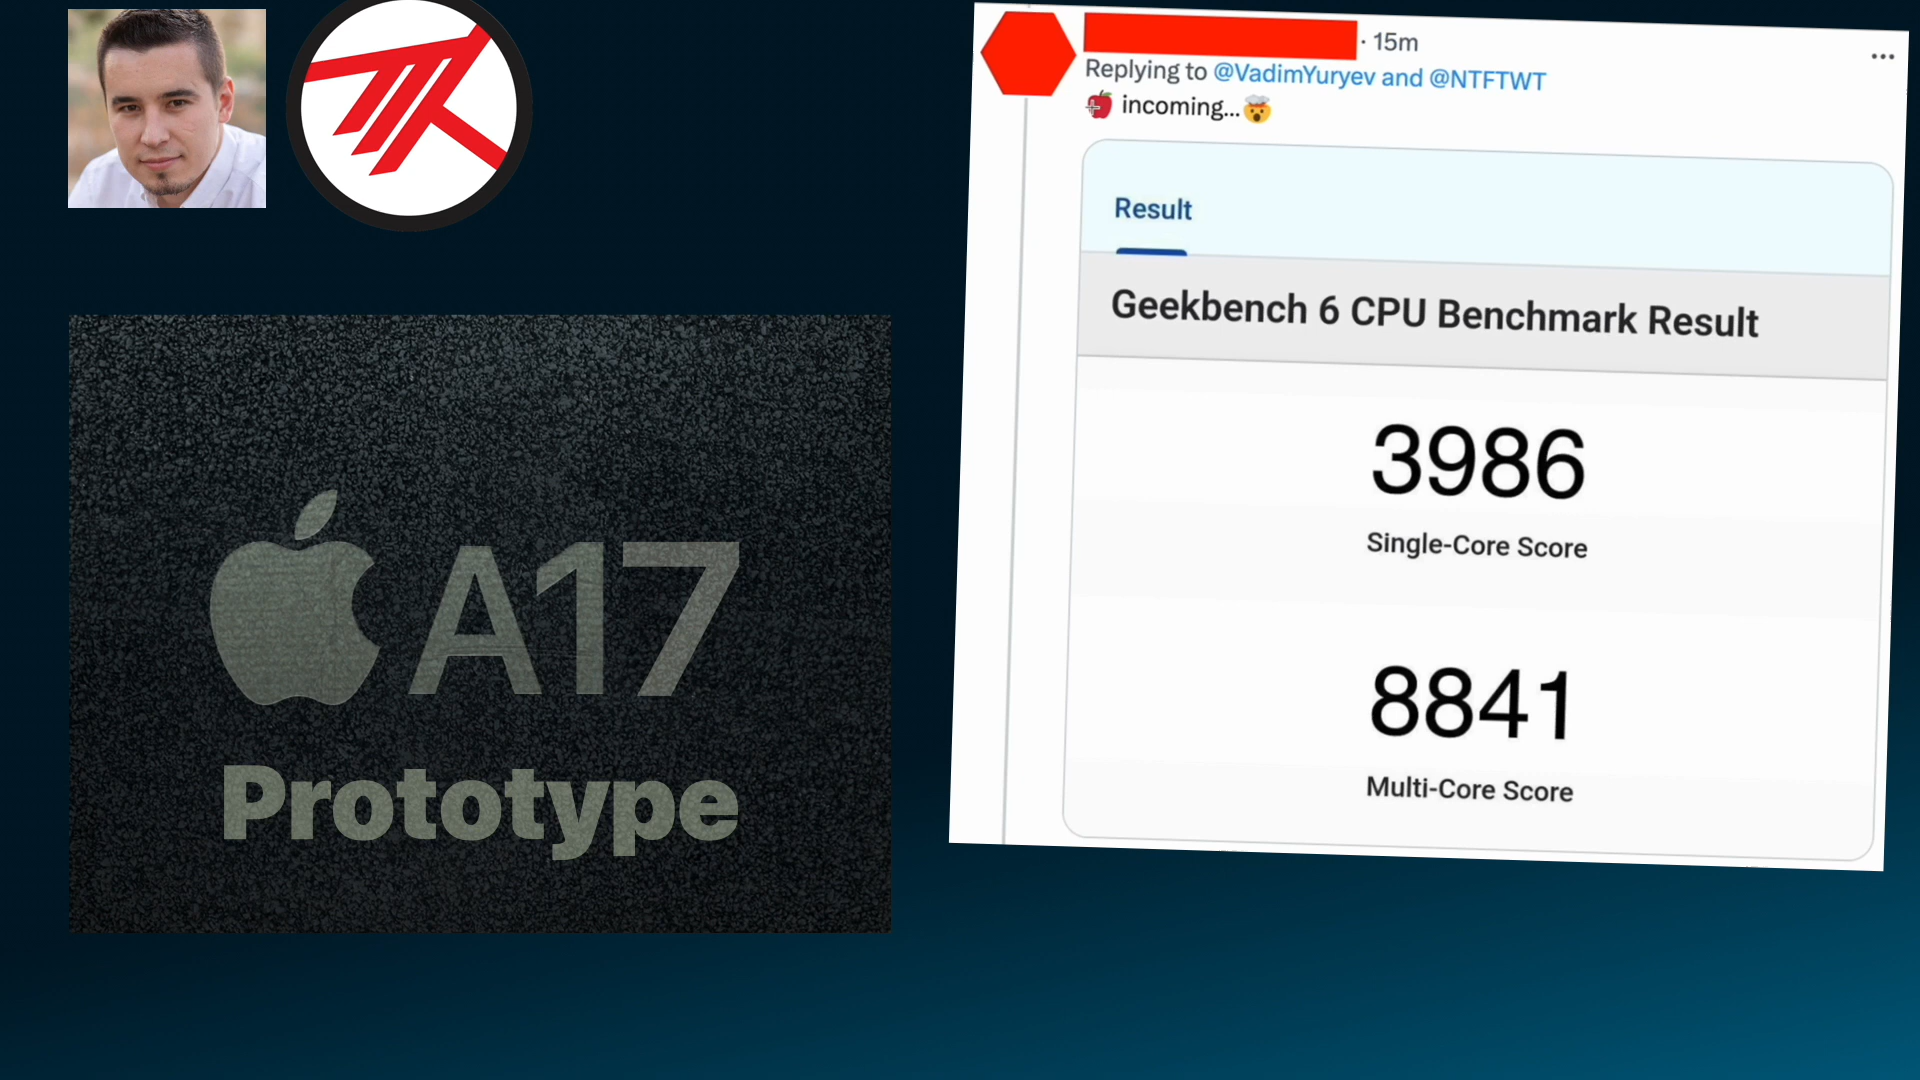 A17
Prototype
· 15m
Replying to @VadimYuryev and @NTFTWT
incoming...
Result
Geekbench 6 CPU Benchmark Result
3986
Single-Core Score
8841
Multi-Core Score